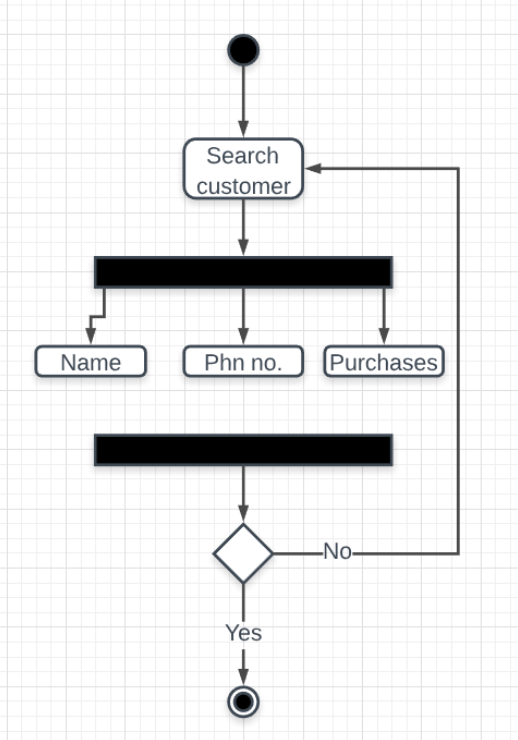 Search
customer
Name
Phn no.
Purchases
No
Yes